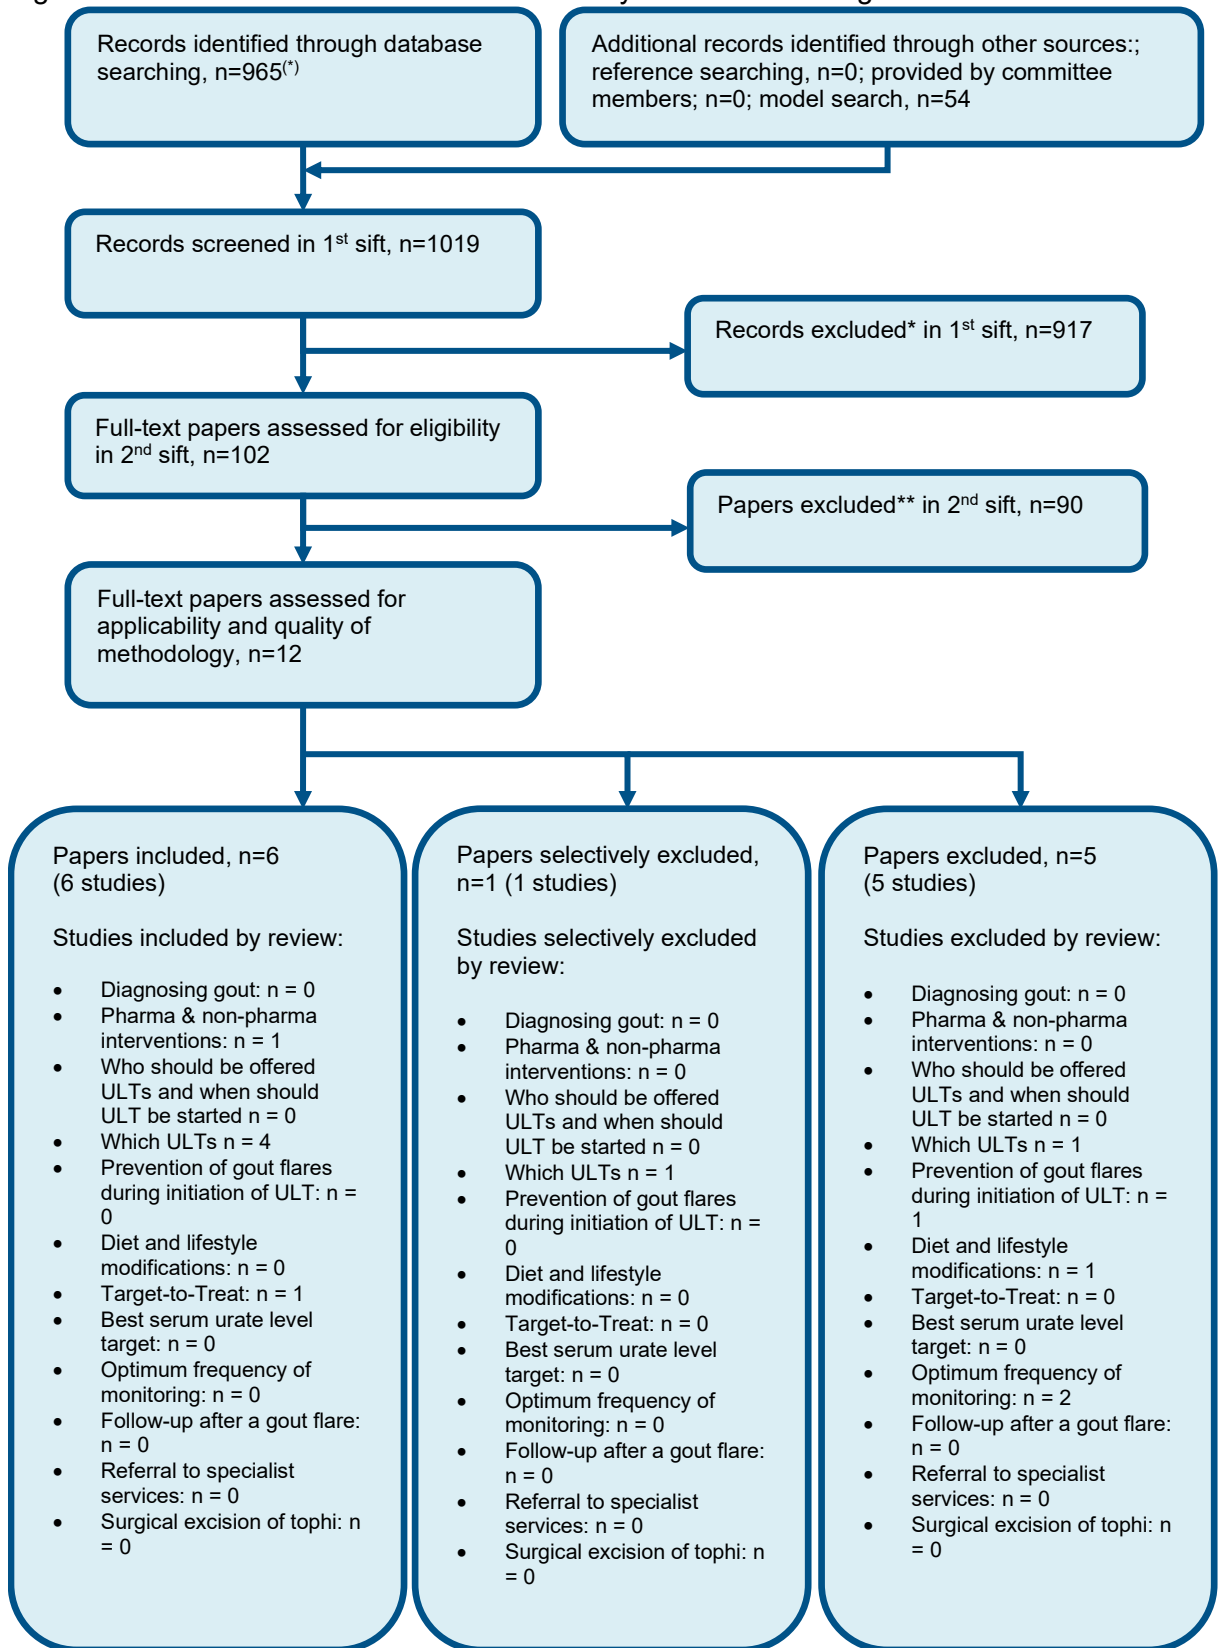 Records identified through database
searching, n=965(*)
Additional records identified through other sources:;
reference searching, n=0; provided by committee
members; n=0; model search, n=54
Records screened in 1st sift, n=1019
Records excluded* in 1st sift, n=917
Full-text papers assessed for eligibility
in 2nd sift, n=102
Papers excluded** in 2nd sift, n=90
Full-text papers assessed for
applicability and quality of
methodology, n=12
Papers included, n=6
(6 studies)
Studies included by review:
• Diagnosing gout: n = 0
• Pharma & non-pharma
interventions: n = 1
• Who should be offered
ULTs and when should
ULT be started n = 0
• Which ULTs n = 4
• Prevention of gout flares
during initiation of ULT: n =
0
• Diet and lifestyle
modifications: n = 0
• Target-to-Treat: n = 1
• Best serum urate level
target: n = 0
• Optimum frequency of
monitoring: n = 0
• Follow-up after a gout flare:
n = 0
• Referral to specialist
services: n = 0
• Surgical excision of tophi: n
= 0
Papers selectively excluded,
n=1 (1 studies)
Studies selectively excluded
by review:
• Diagnosing gout: n = 0
• Pharma & non-pharma
interventions: n = 0
• Who should be offered
ULTs and when should
ULT be started n = 0
• Which ULTs n = 1
• Prevention of gout flares
during initiation of ULT: n =
0
• Diet and lifestyle
modifications: n = 0
• Target-to-Treat: n = 0
• Best serum urate level
target: n = 0
• Optimum frequency of
monitoring: n = 0
• Follow-up after a gout flare:
n = 0
• Referral to specialist
services: n = 0
• Surgical excision of tophi: n
= 0
Papers excluded, n=5
(5 studies)
Studies excluded by review:
• Diagnosing gout: n = 0
• Pharma & non-pharma
interventions: n = 0
• Who should be offered
ULTs and when should
ULT be started n = 0
• Which ULTs n = 1
• Prevention of gout flares
during initiation of ULT: n =
1
• Diet and lifestyle
modifications: n = 1
• Target-to-Treat: n = 0
• Best serum urate level
target: n = 0
• Optimum frequency of
monitoring: n = 2
• Follow-up after a gout flare:
n = 0
• Referral to specialist
services: n = 0
• Surgical excision of tophi: n
= 0